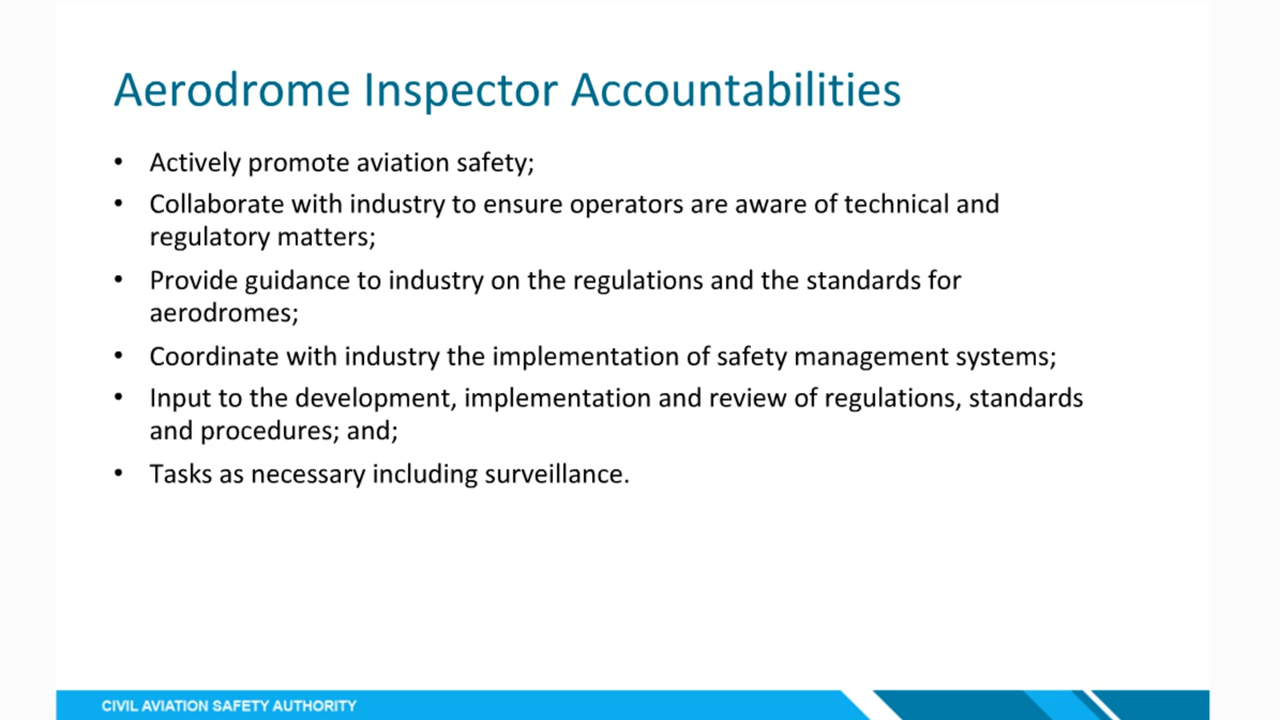 Aerodrome Inspector Accountabilities
• Actively promote aviation safety;
• Collaborate with industry to ensure operators are aware of technical and
regulatory matters;
• Provide guidance to industry on the regulations and the standards for
aerodromes;
• Coordinate with industry the implementation of safety management systems;
• Input to the development, implementation and review of regulations, standards
and procedures; and;
• Tasks as necessary including surveillance.
CIVIL AVIATION SAFETY AUTHORITY